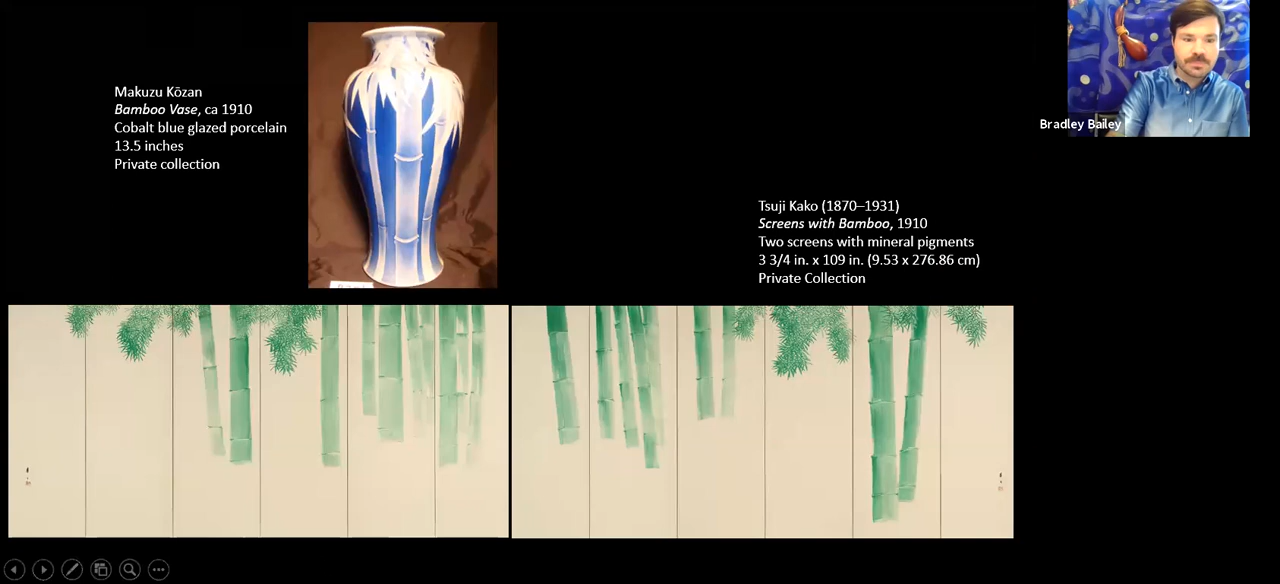 Makuzu Kōzan
Bamboo Vase, ca 1910
Cobalt blue glazed porcelain
13.5 inches
Private collection
Bradley Bailey
Tsuji Kako (1870–1931)
Screens with Bamboo, 1910
Two screens with mineral pigments
3 3/4 in. x 109 in. (9.53 x 276.86 cm)
Private Collection